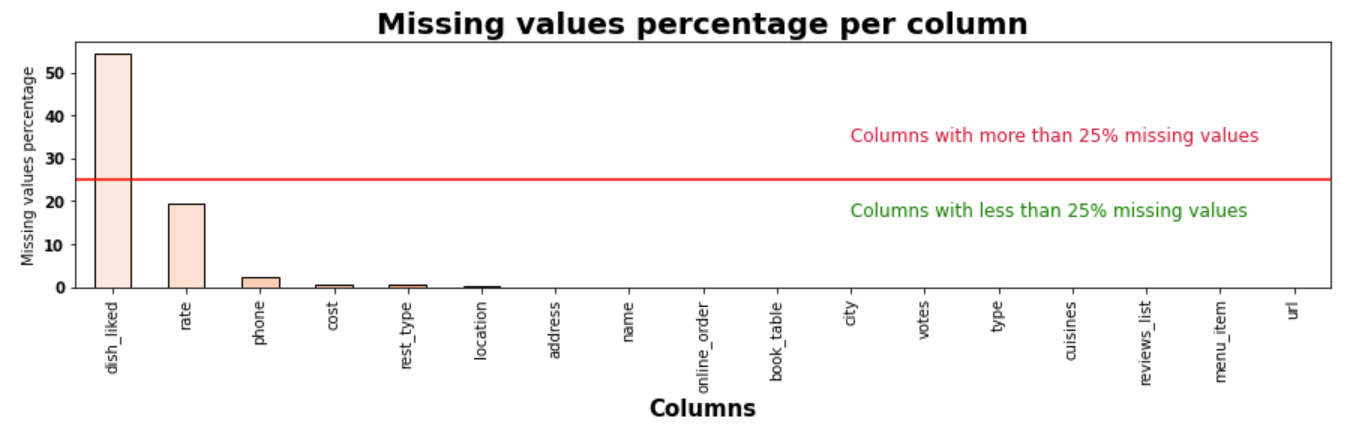 Missing values percentage per column
Missing values percentage
50
40
30
20
10
0
Columns with more than 25% missing values
Columns with less than 25% missing values
dish_liked
rate
phone
cost
rest_type
location
address
name
online_order
book_table
city
votes
type
cuisines
reviews_list
menu_item
url
Columns